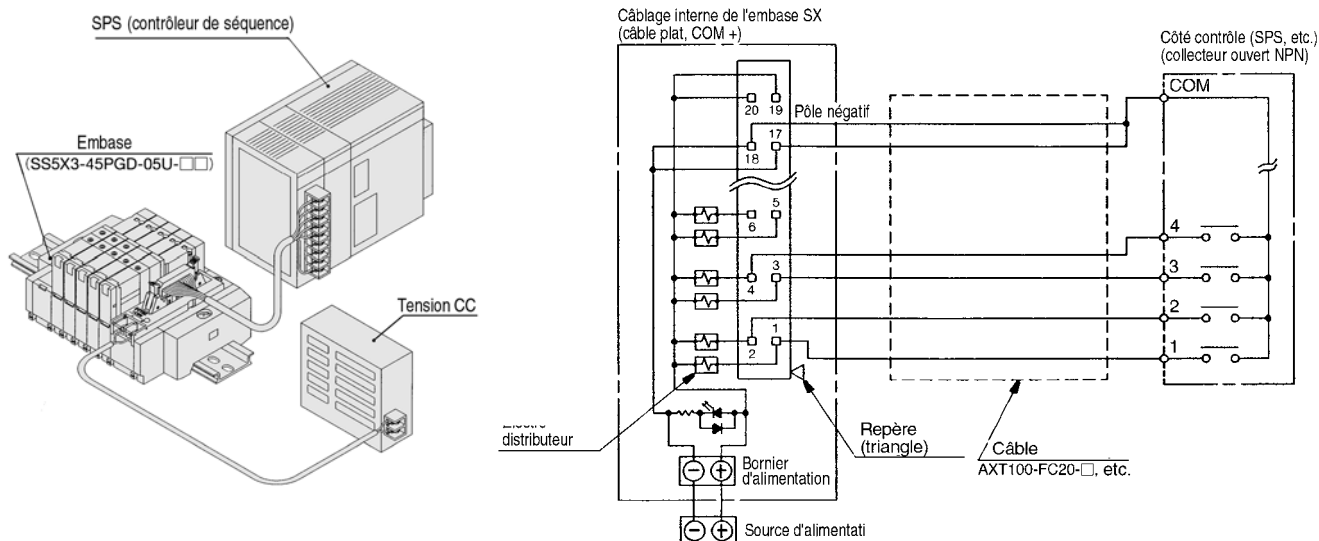 SPS (contrôleur de séquence)
Embase
(SS5X3-45PGD-05U-□□)
Tension CC
Câblage interne de l'embase SX
(câble plat, COM +)
Côté contrôle (SPS, etc.)
(collecteur ouvert NPN)
COM
20 19
Pôle négatif
17
18
5
6
4
3
4
3
2
1
2
1
distributeur
Repère
(triangle)
Câble
AXT100-FC20-□, etc.
Bornier
d'alimentation
Source d'alimentati